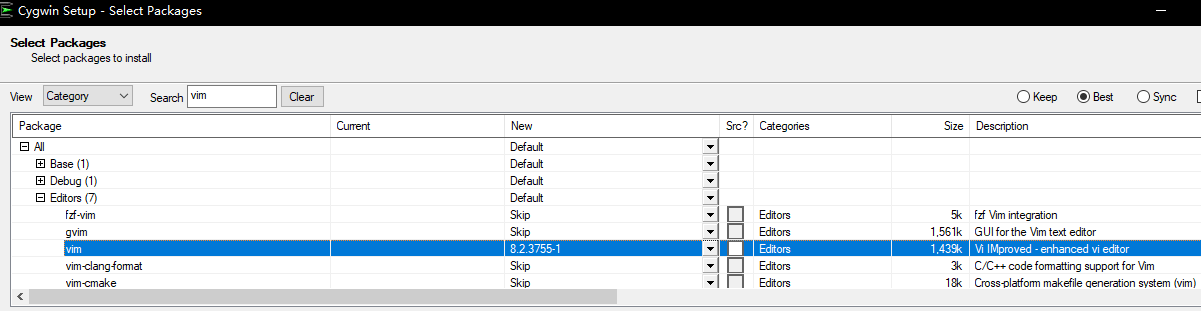 Cygwin Setup - Select Packages
Select Packages
Select packages to install
View Category Search vim Clear Keep Best Sync
Package Current New Src? Categories Size Description
All Default
Base (1) Default
Debug (1) Default
Editors (7) Default
fzf-vim Skip Editors 5k fzf Vim integration
gvim Skip Editors 1,561k GUI for the Vim text editor
vim 8.2.3755-1 Editors 1,439k Vi IMproved - enhanced vi editor
vim-clang-format Skip Editors 3k C/C++ code formatting support for Vim
vim-cmake Skip Editors 18k Cross-platform makefile generation system (vim)